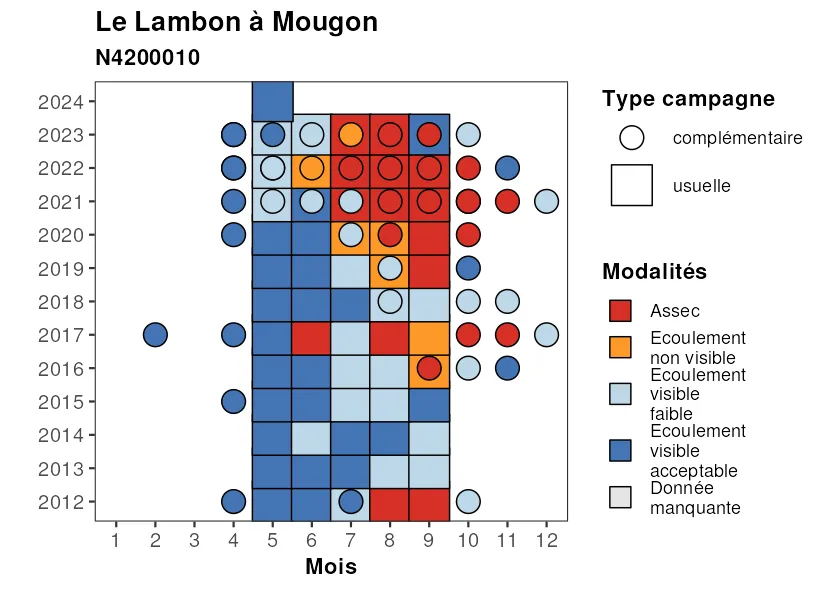 Le Lambon à Mougon
N4200010
2024
2023
2022
2021
2020
2019
2018
2017
2016
2015
2014
2013
2012
1 2 3 4 5 6 7 8 9 10 11 12
Mois
Type campagne
complémentaire
usuelle
Modalités
Assec
Ecoulement
non visible
Ecoulement
visible
faible
Ecoulement
visible
acceptable
Donnée
manquante